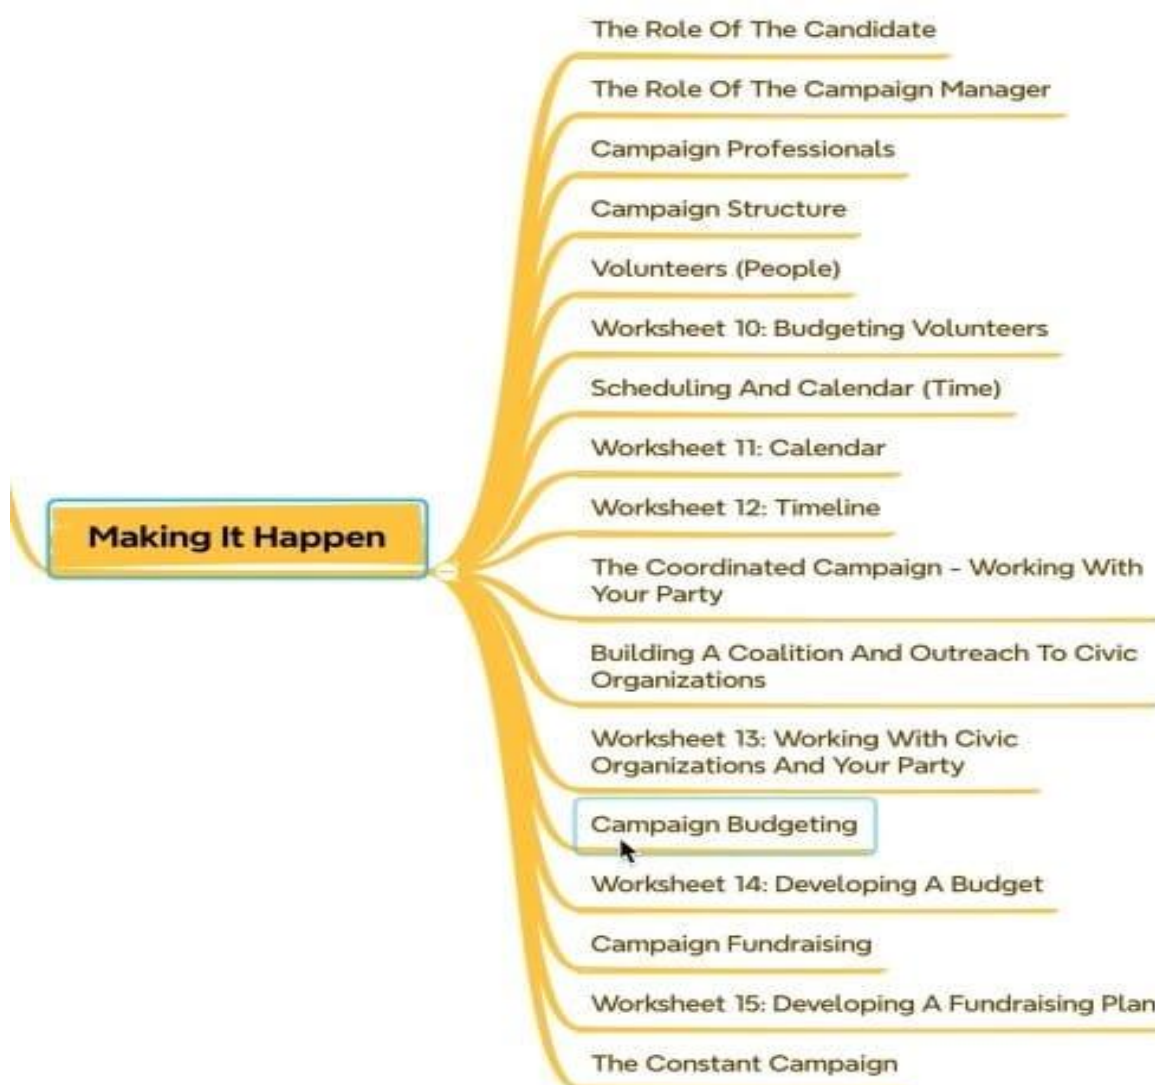 The Role Of The Candidate
The Role Of The Campaign Manager
Campaign Professionals
Campaign Structure
Volunteers (People)
Worksheet 10: Budgeting Volunteers
Scheduling And Calendar (Time)
Worksheet 11: Calendar
Worksheet 12: Timeline
Making It Happen
The Coordinated Campaign - Working With
Your Party
Building A Coalition And Outreach To Civic
Organizations
Worksheet 13: Working With Civic
Organizations And Your Party
Campaign Budgeting
Worksheet 14: Developing A Budget
Campaign Fundraising
Worksheet 15: Developing A Fundraising Plan
The Constant Campaign